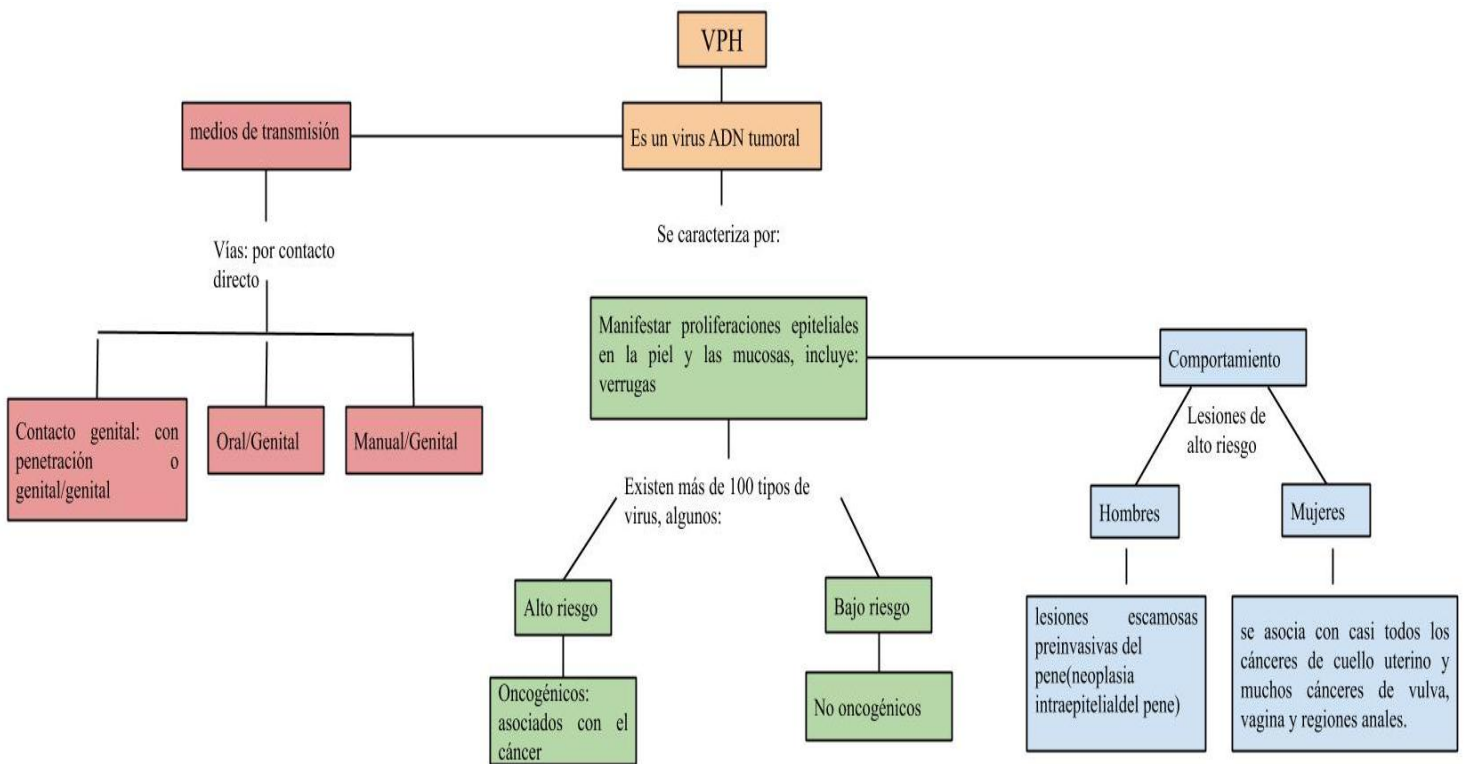 VPH
medios de transmisión
Es un virus ADN tumoral
Vías: por contacto
directo
Se caracteriza por:
Contacto genital: con
penetración o
genital/genital
Oral/Genital
Manual/Genital
Manifestar proliferaciones epiteliales
en la piel y las mucosas, incluye:
verrugas
Comportamiento
Lesiones de
alto riesgo
Existen más de 100 tipos de
virus, algunos:
Hombres
Mujeres
Alto riesgo
Bajo riesgo
Oncogénicos:
asociados con el
cáncer
No oncogénicos
lesiones escamosas
preinvasivas del
pene(neoplasia
intraepitelialdel pene)
se asocia con casi todos los
cánceres de cuello uterino y
muchos cánceres de vulva,
vagina y regiones anales.